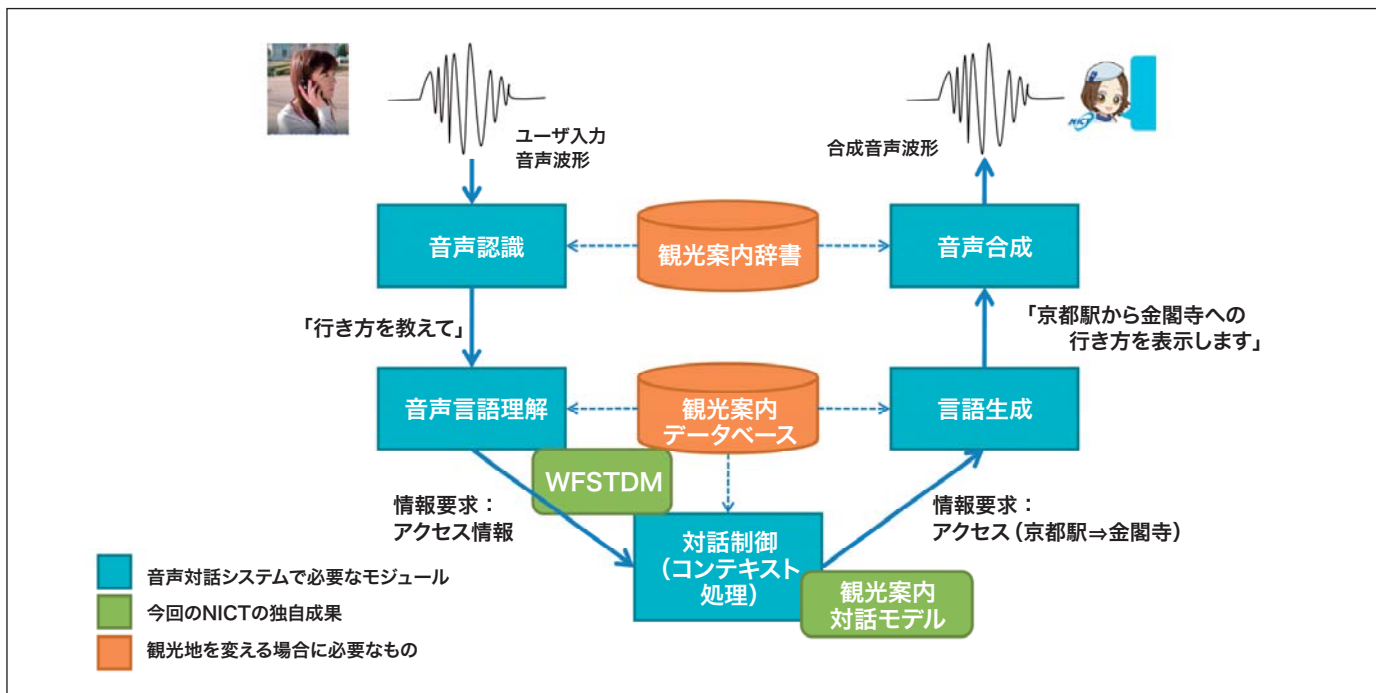 ユーザ入力
音声波形
合成音声波形
NICT
音声認識
観光案内辞書
音声合成
「行き方を教えて」
「京都駅から金閣寺への
行き方を表示します」
音声言語理解
観光案内
データベース
言語生成
WFSTDM
情報要求：
アクセス情報
対話制御
（コンテキスト
処理）
情報要求：
アクセス（京都駅⇒金閣寺）
観光案内
対話モデル
音声対話システムで必要なモジュール
今回のNICTの独自成果
観光地を変える場合に必要なもの